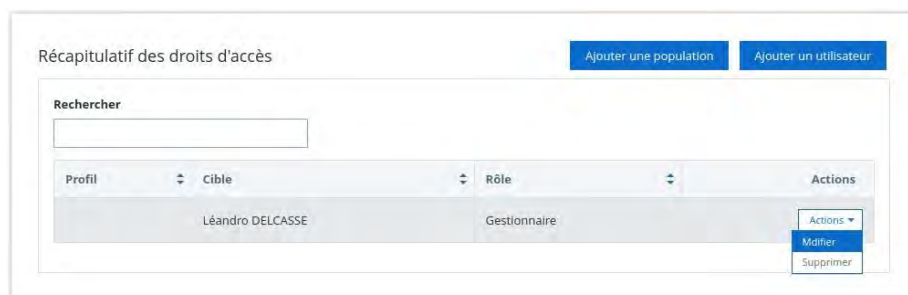 Récapitulatif des droits d'accès
Ajouter une population
Ajouter un utilisateur
Rechercher
Profil Cible Rôle Actions
Léandro DELCASSE Gestionnaire Actions
Mdifier
Supprimer